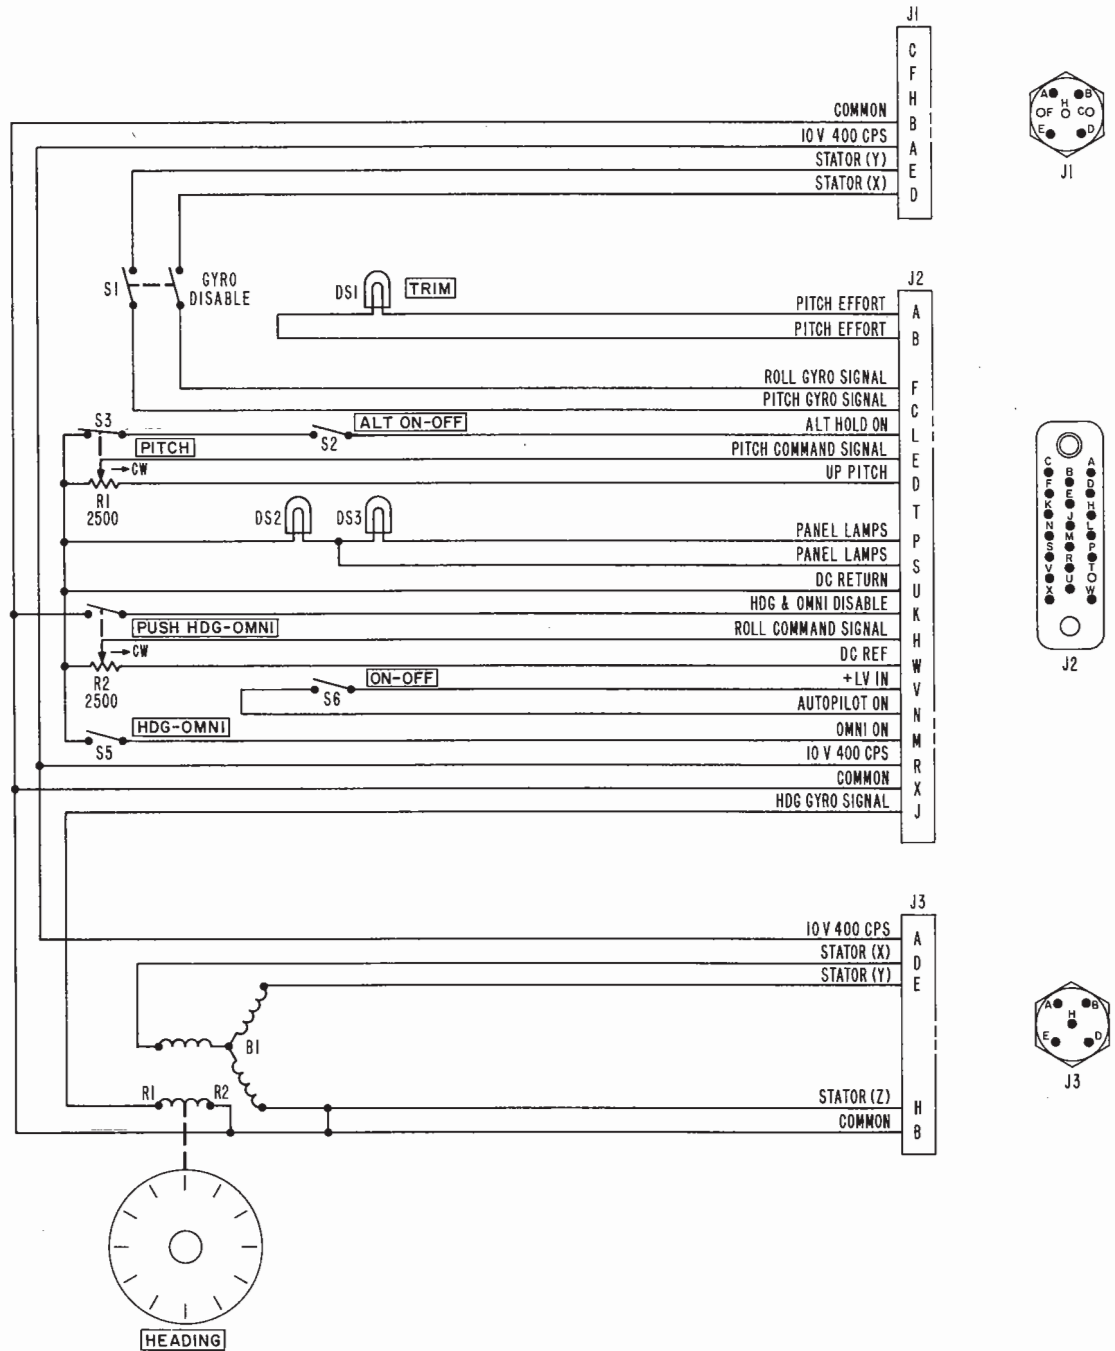 J1
C
F
H
COMMON B
10 V 400 CPS A
STATOR (Y) E
STATOR (X) D
A B
H
F C
E D
J1
S1 GYRO DISABLE
DS1 TRIM
J2
PITCH EFFORT A
PITCH EFFORT B
ROLL GYRO SIGNAL F
PITCH GYRO SIGNAL C
S3 ALT ON-OFF
S2 ALT HOLD ON L
PITCH
PITCH COMMAND SIGNAL E
CW UP PITCH D
R1
2500
T
DS2 DS3
PANEL LAMPS P
PANEL LAMPS S
DC RETURN U
HDG & OMNI DISABLE K
PUSH HDG-OMNI
ROLL COMMAND SIGNAL H
CW DC REF W
R2
2500
ON-OFF
S6 +LV IN V
AUTOPILOT ON N
HDG-OMNI
S5 OMNI ON M
10 V 400 CPS R
COMMON X
HDG GYRO SIGNAL J
C A
B
F D
E
K H
J
N L
M
S P
R
V T
U
X W
J2
J3
10 V 400 CPS A
STATOR (X) D
STATOR (Y) E
B1
R1 R2
STATOR (Z) H
COMMON B
A B
H
E D
J3
HEADING